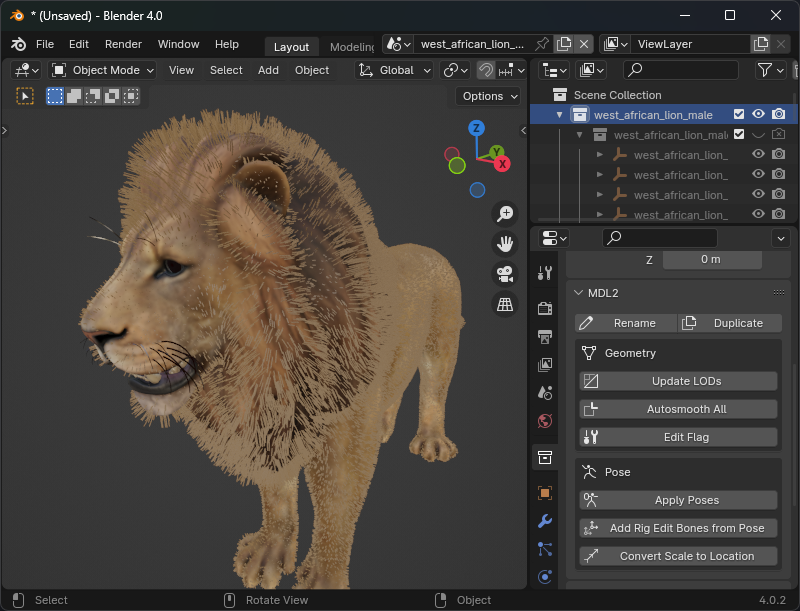 * (Unsaved) - Blender 4.0
File Edit Render Window Help Layout Modeling west_african_lion_... ViewLayer
Object Mode View Select Add Object Global
Options
Z
Y
X
Scene Collection
west_african_lion_male
west_african_lion_mal
west_african_lion_
west_african_lion_
west_african_lion_
west_african_lion_
Z 0 m
MDL2
Rename Duplicate
Geometry
Update LODs
Autosmooth All
Edit Flag
Pose
Apply Poses
Add Rig Edit Bones from Pose
Convert Scale to Location
Select Rotate View Object 4.0.2